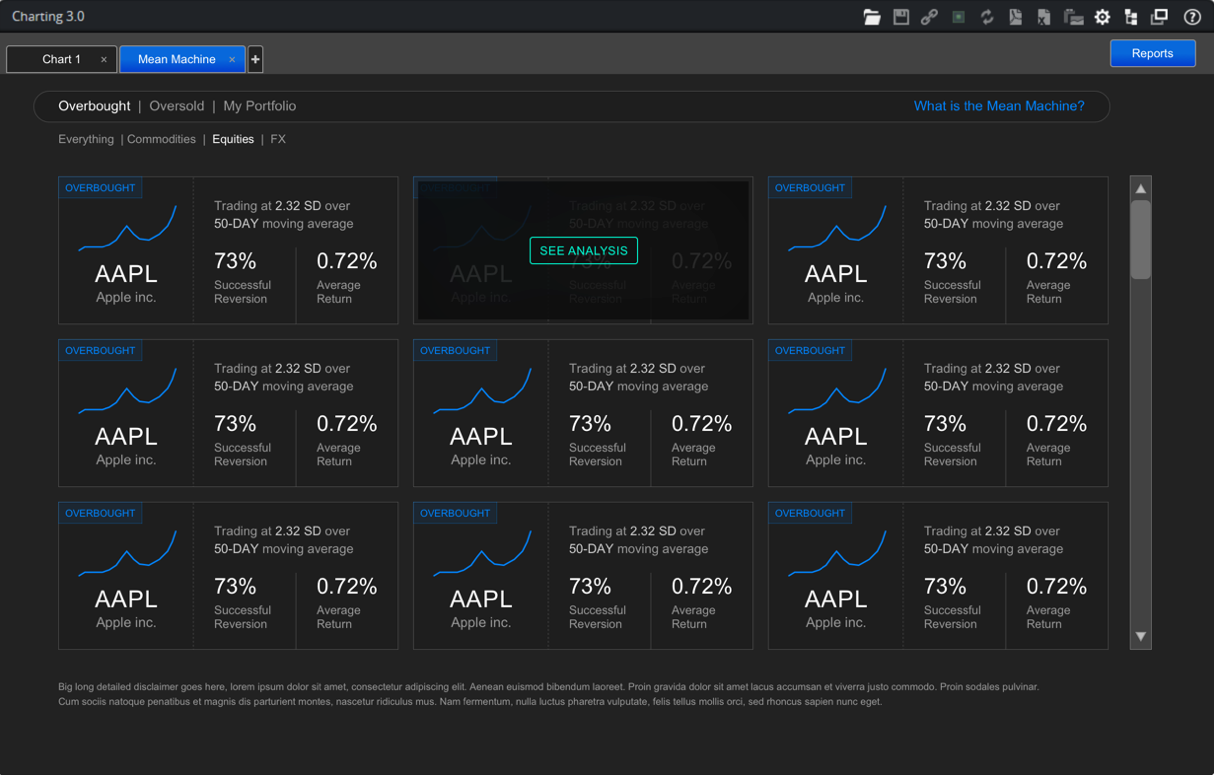 Charting 3.0
Chart 1 ×
Mean Machine ×
+
Reports
Overbought | Oversold | My Portfolio
What is the Mean Machine?
Everything | Commodities | Equities | FX
OVERBOUGHT
Trading at 2.32 SD over
50-DAY moving average
AAPL
Apple inc.
73%
Successful
Reversion
0.72%
Average
Return
OVERBOUGHT
Trading at 2.32 SD over
50-DAY moving average
SEE ANALYSIS
AAPL
Apple inc.
73%
Successful
Reversion
0.72%
Average
Return
OVERBOUGHT
Trading at 2.32 SD over
50-DAY moving average
AAPL
Apple inc.
73%
Successful
Reversion
0.72%
Average
Return
OVERBOUGHT
Trading at 2.32 SD over
50-DAY moving average
AAPL
Apple inc.
73%
Successful
Reversion
0.72%
Average
Return
OVERBOUGHT
Trading at 2.32 SD over
50-DAY moving average
AAPL
Apple inc.
73%
Successful
Reversion
0.72%
Average
Return
OVERBOUGHT
Trading at 2.32 SD over
50-DAY moving average
AAPL
Apple inc.
73%
Successful
Reversion
0.72%
Average
Return
OVERBOUGHT
Trading at 2.32 SD over
50-DAY moving average
AAPL
Apple inc.
73%
Successful
Reversion
0.72%
Average
Return
OVERBOUGHT
Trading at 2.32 SD over
50-DAY moving average
AAPL
Apple inc.
73%
Successful
Reversion
0.72%
Average
Return
OVERBOUGHT
Trading at 2.32 SD over
50-DAY moving average
AAPL
Apple inc.
73%
Successful
Reversion
0.72%
Average
Return
Big long detailed disclaimer goes here, lorem ipsum dolor sit amet, consectetur adipiscing elit. Aenean euismod bibendum laoreet. Proin gravida dolor sit amet lacus accumsan et viverra justo commodo. Proin sodales pulvinar.
Cum sociis natoque penatibus et magnis dis parturient montes, nascetur ridiculus mus. Nam fermentum, nulla luctus pharetra vulputate, felis tellus mollis orci, sed rhoncus sapien nunc eget.